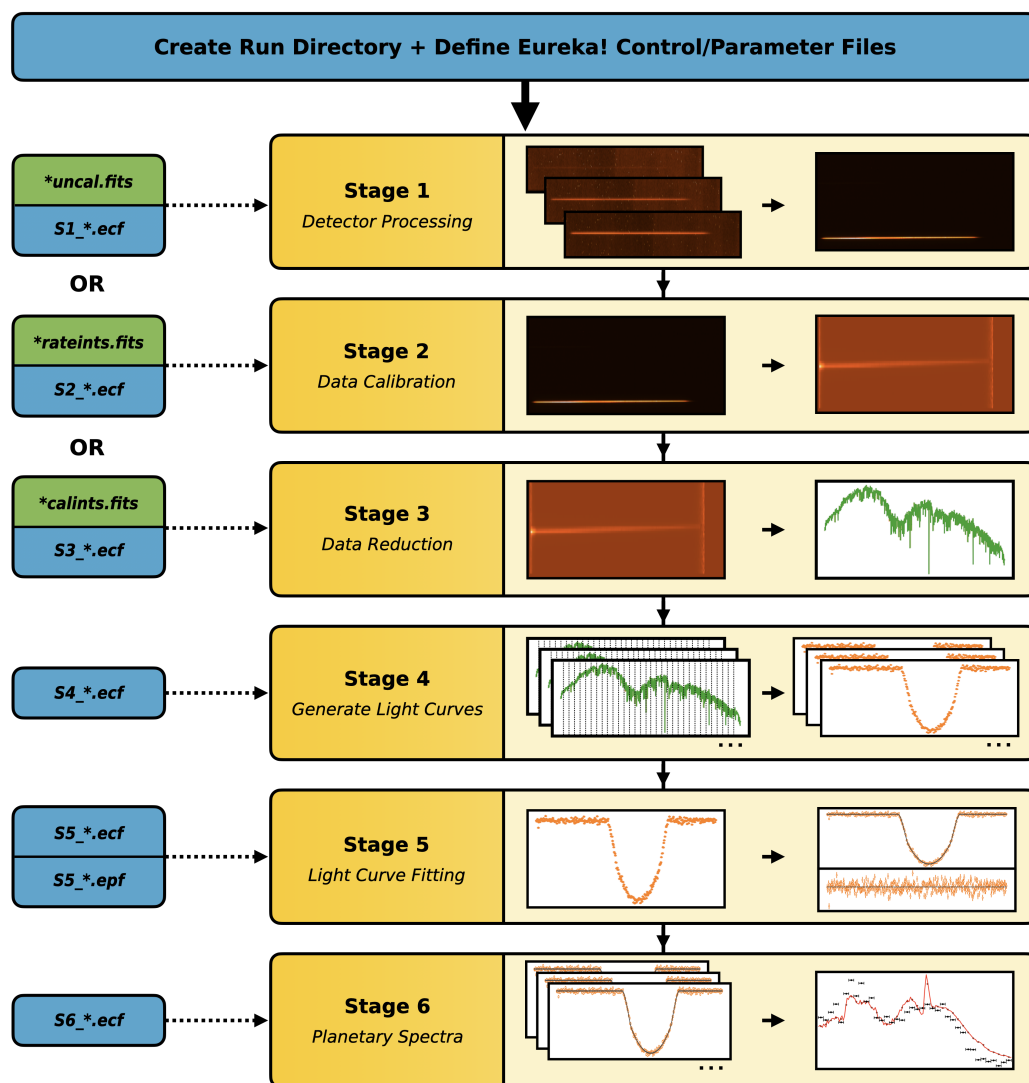 Create Run Directory + Define Eureka! Control/Parameter Files
*uncal.fits
S1_*.ecf
Stage 1
Detector Processing
OR
*rateints.fits
S2_*.ecf
Stage 2
Data Calibration
OR
*calints.fits
S3_*.ecf
Stage 3
Data Reduction
S4_*.ecf
Stage 4
Generate Light Curves
...
...
S5_*.ecf
S5_*.epf
Stage 5
Light Curve Fitting
S6_*.ecf
Stage 6
Planetary Spectra
...